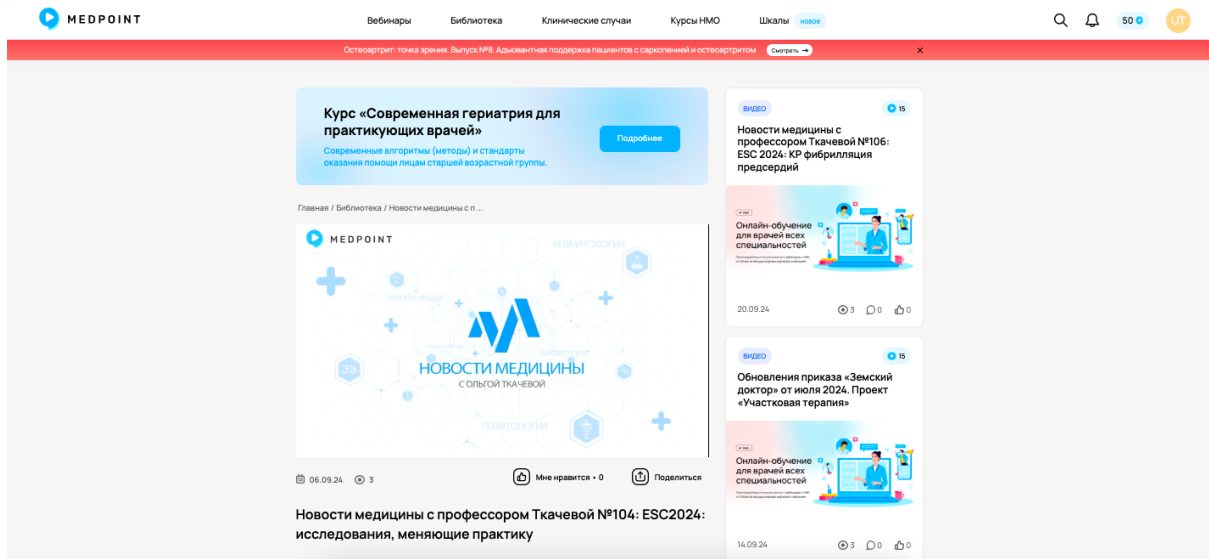 MEDPOINT
Вебинары
Библиотека
Клинические случаи
Курсы НМО
Шкалы
новое
50
UT
Остеоартрит: точка зрения. Выпуск №8. Адъювантная поддержка пациентов с саркопенией и остеоартритом
Смотреть →
Курс «Современная гериатрия для
практикующих врачей»
Современные алгоритмы (методы) и стандарты
оказания помощи лицам старшей возрастной группы.
Подробнее
Главная / Библиотека / Новости медицины с п ...
MEDPOINT
РЕВМАТОЛОГИЯ
НОВОСТИ МЕДИЦИНЫ
С ОЛЬГОЙ ТКАЧЕВОЙ
ГЕМАТОЛОГИЯ
06.09.24
3
Мне нравится • 0
Поделиться
Новости медицины с профессором Ткачевой №104: ESC2024:
исследования, меняющие практику
ВИДЕО
15
Новости медицины с
профессором Ткачевой №106:
ESC 2024: КР фибрилляция
предсердий
Онлайн-обучение
для врачей всех
специальностей
20.09.24
3
0
0
ВИДЕО
15
Обновления приказа «Земский
доктор» от июля 2024. Проект
«Участковая терапия»
Онлайн-обучение
для врачей всех
специальностей
14.09.24
3
0
0